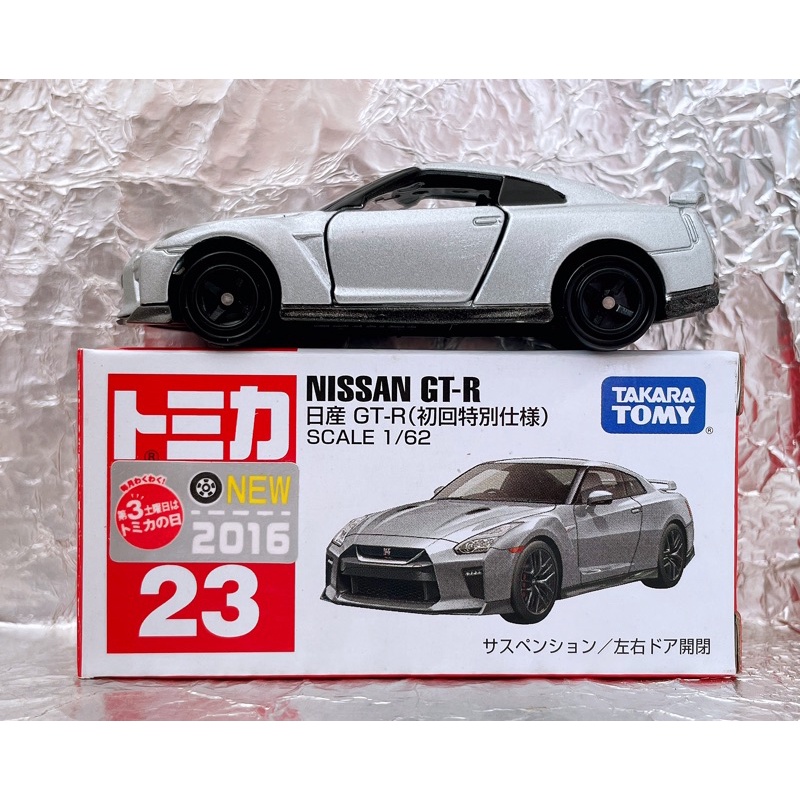 NISSAN GT-R
日産 GT-R(初回特別仕様)
SCALE 1/62
TAKARA
TOMY
®
トミカ
®
毎月わくわく!
第3土曜日は
トミカの日
NEW
2016
23
サスペンション/左右ドア開閉